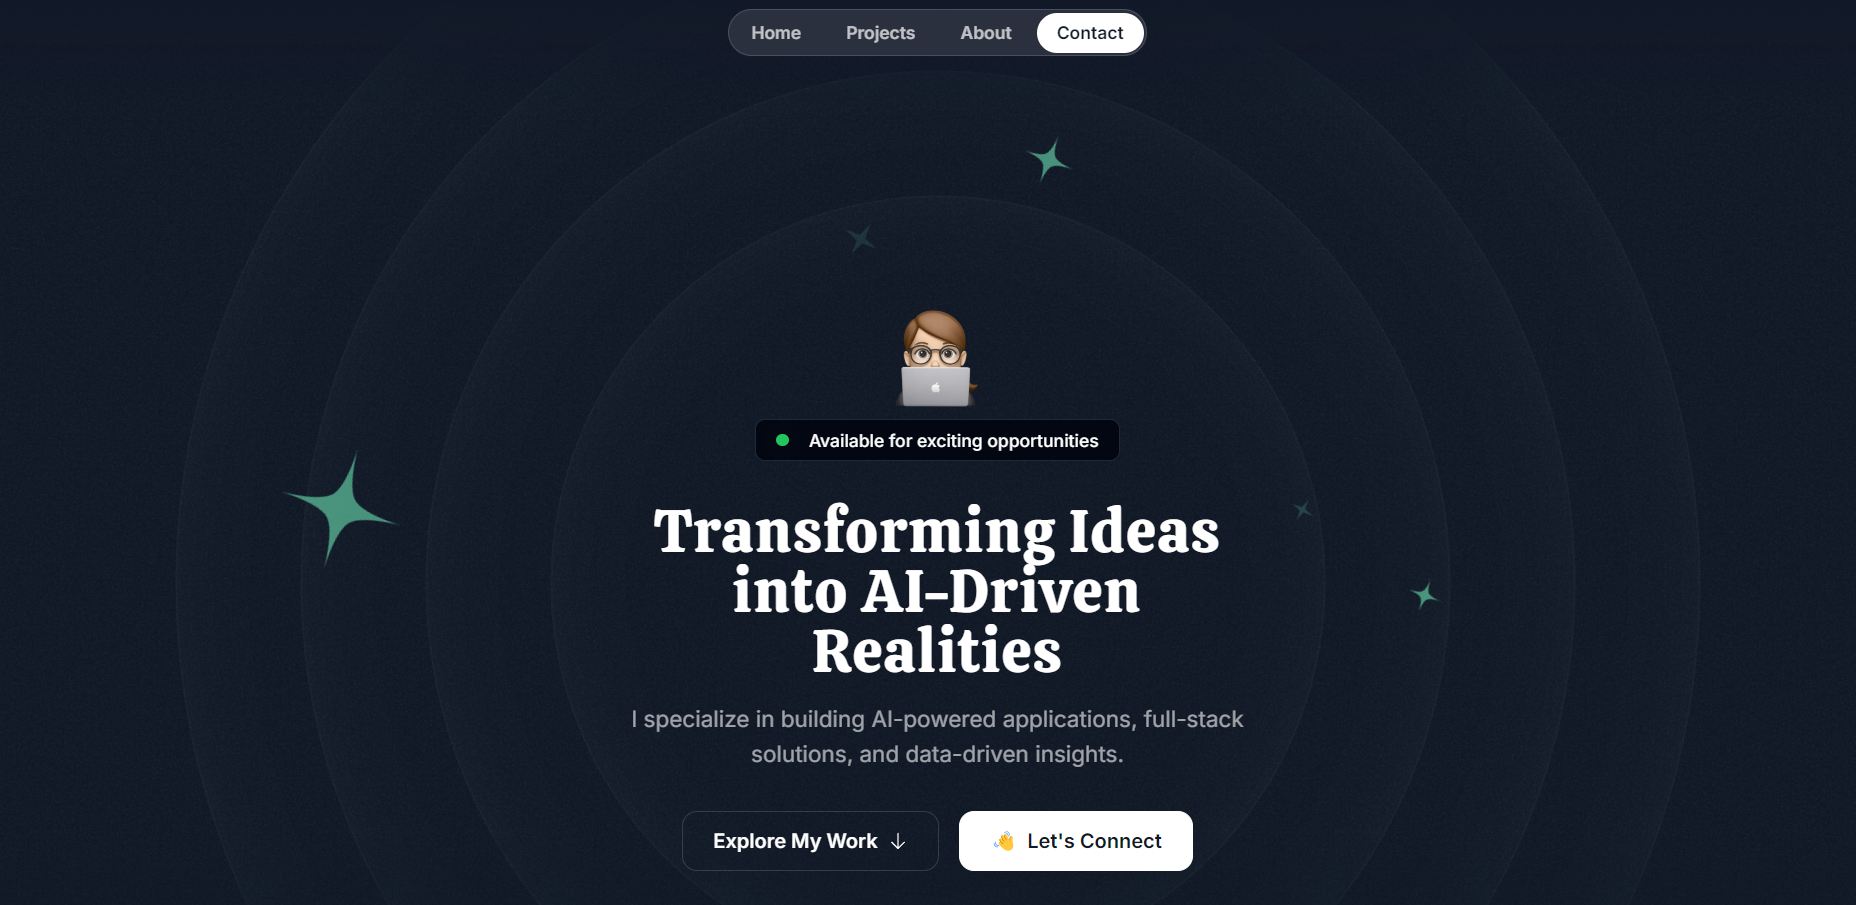 Home Projects About Contact
Available for exciting opportunities
Transforming Ideas
into AI-Driven
Realities
I specialize in building AI-powered applications, full-stack
solutions, and data-driven insights.
Explore My Work ↓ 👋 Let's Connect